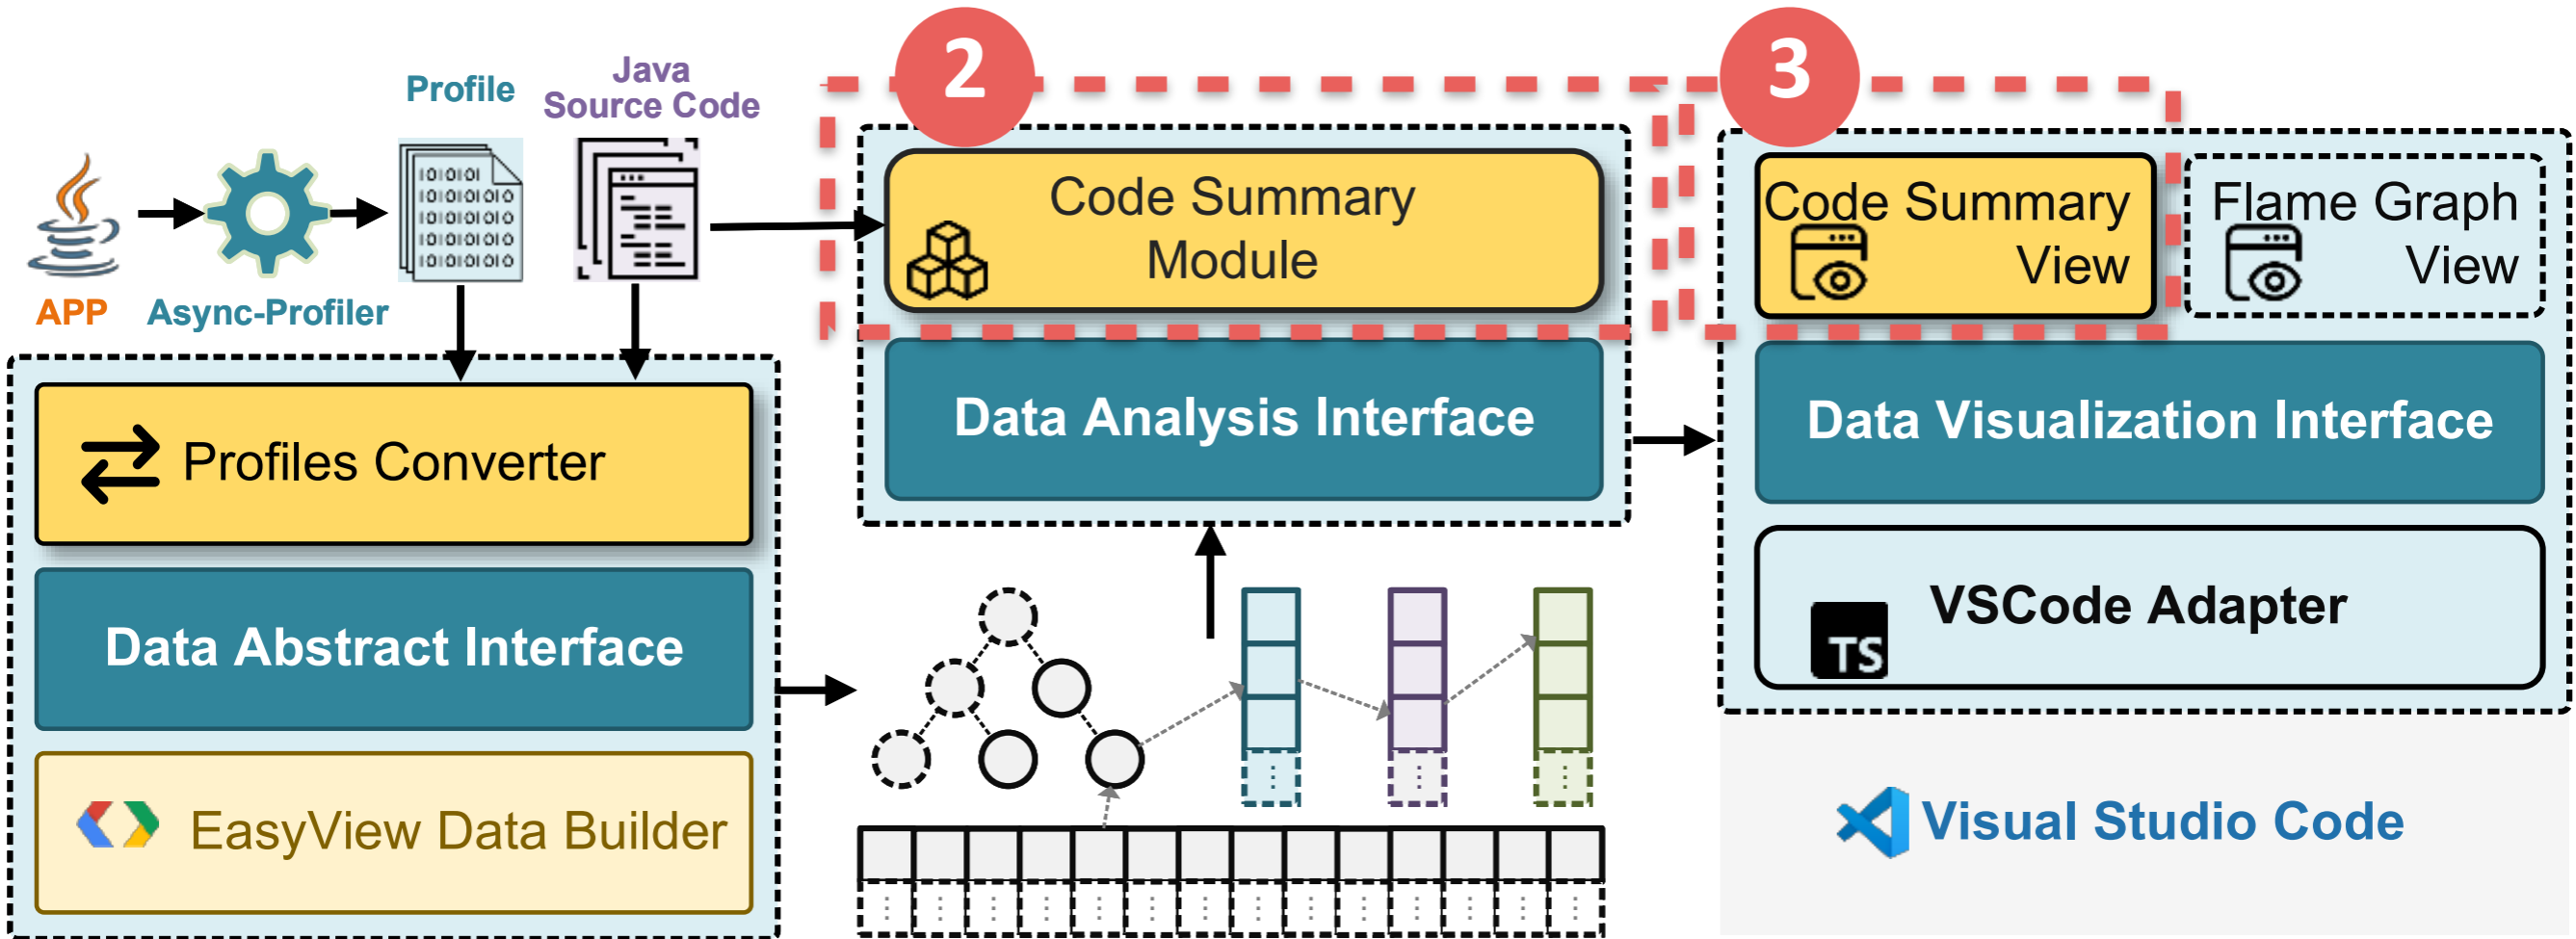 2
3
Java
Source Code
Profile
APP
Async-Profiler
Code Summary
Module
Code Summary
View
Flame Graph
View
Profiles Converter
Data Analysis Interface
Data Visualization Interface
Data Abstract Interface
TS
VSCode Adapter
EasyView Data Builder
Visual Studio Code